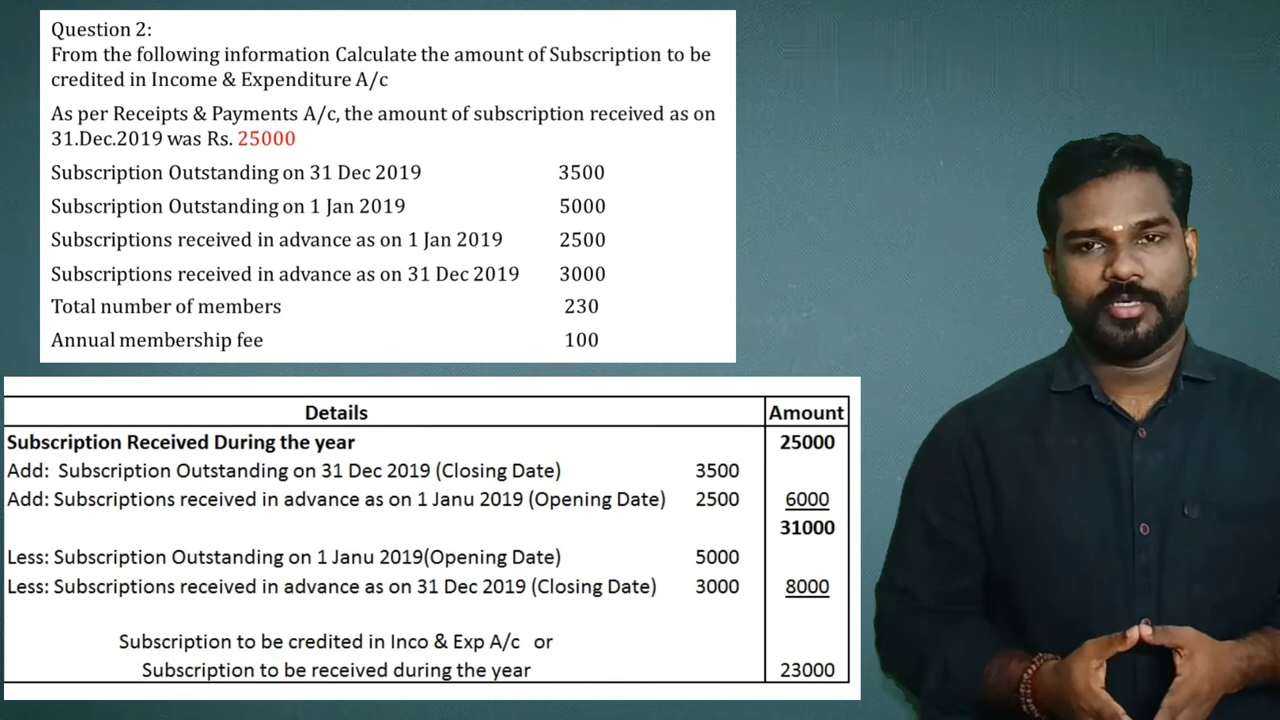 Question 2:
From the following information Calculate the amount of Subscription to be
credited in Income & Expenditure A/c
As per Receipts & Payments A/c, the amount of subscription received as on
31.Dec.2019 was Rs. 25000
Subscription Outstanding on 31 Dec 2019 3500
Subscription Outstanding on 1 Jan 2019 5000
Subscriptions received in advance as on 1 Jan 2019 2500
Subscriptions received in advance as on 31 Dec 2019 3000
Total number of members 230
Annual membership fee 100
Details Amount
Subscription Received During the year 25000
Add: Subscription Outstanding on 31 Dec 2019 (Closing Date) 3500
Add: Subscriptions received in advance as on 1 Janu 2019 (Opening Date) 2500 6000
31000
Less: Subscription Outstanding on 1 Janu 2019(Opening Date) 5000
Less: Subscriptions received in advance as on 31 Dec 2019 (Closing Date) 3000 8000
Subscription to be credited in Inco & Exp A/c or
Subscription to be received during the year 23000